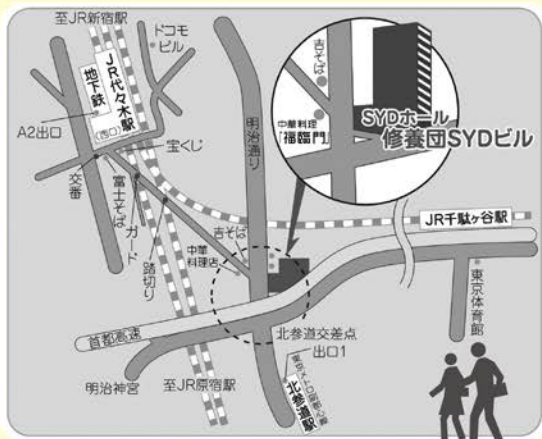 至JR新宿駅
ドコモ
ビル
JR代々木駅
(西口)
地下鉄
A2出口
交番
富士そば
宝くじ
ガード
踏切り
明治通り
吉そば
中華料理
「福臨門」
SYDホール
修養団SYDビル
JR千駄ヶ谷駅
吉そば
中華
料理店
東京体育館
首都高速
北参道交差点
出口1
東京メトロ副都心線
北参道駅
明治神宮
至JR原宿駅